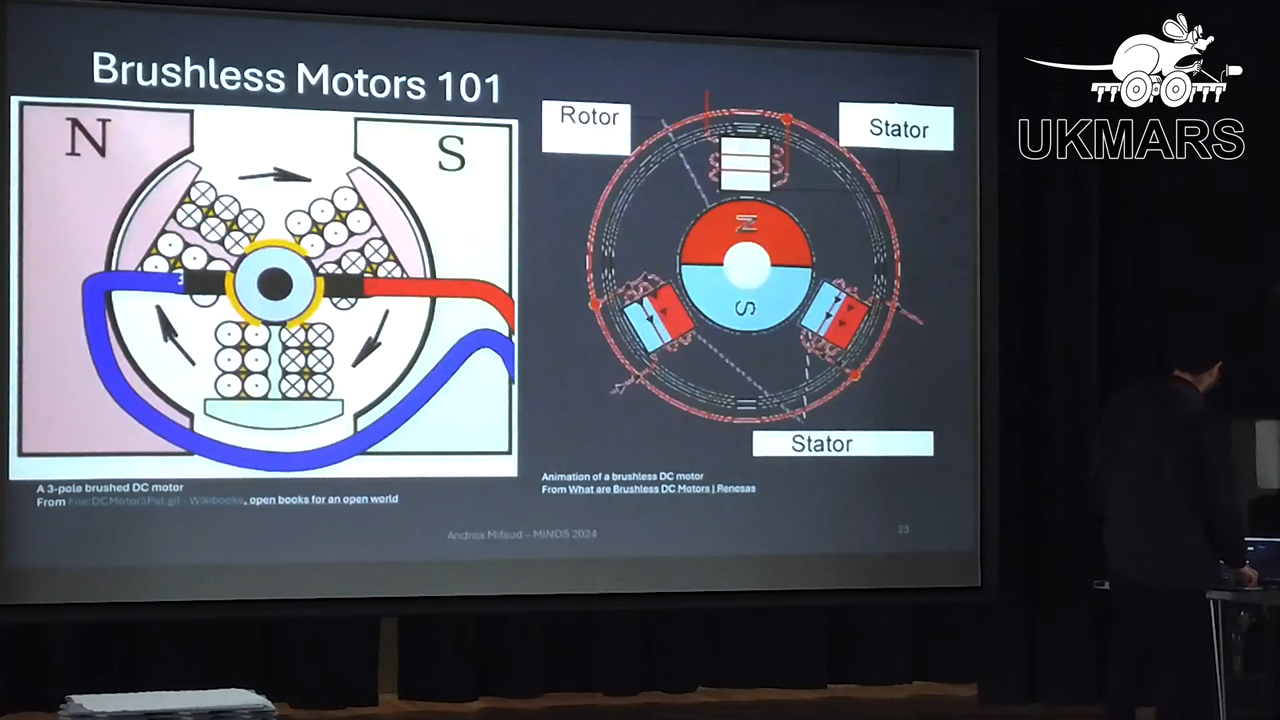 UKMARS
Brushless Motors 101
N
S
Rotor
Stator
N
S
Stator
A 3-pole brushed DC motor
From File:DCMotor3Pol.gif - Wikibooks, open books for an open world
Animation of a brushless DC motor
From What are Brushless DC Motors | Renesas
Andrea Mifsud – MINOS 2024
23